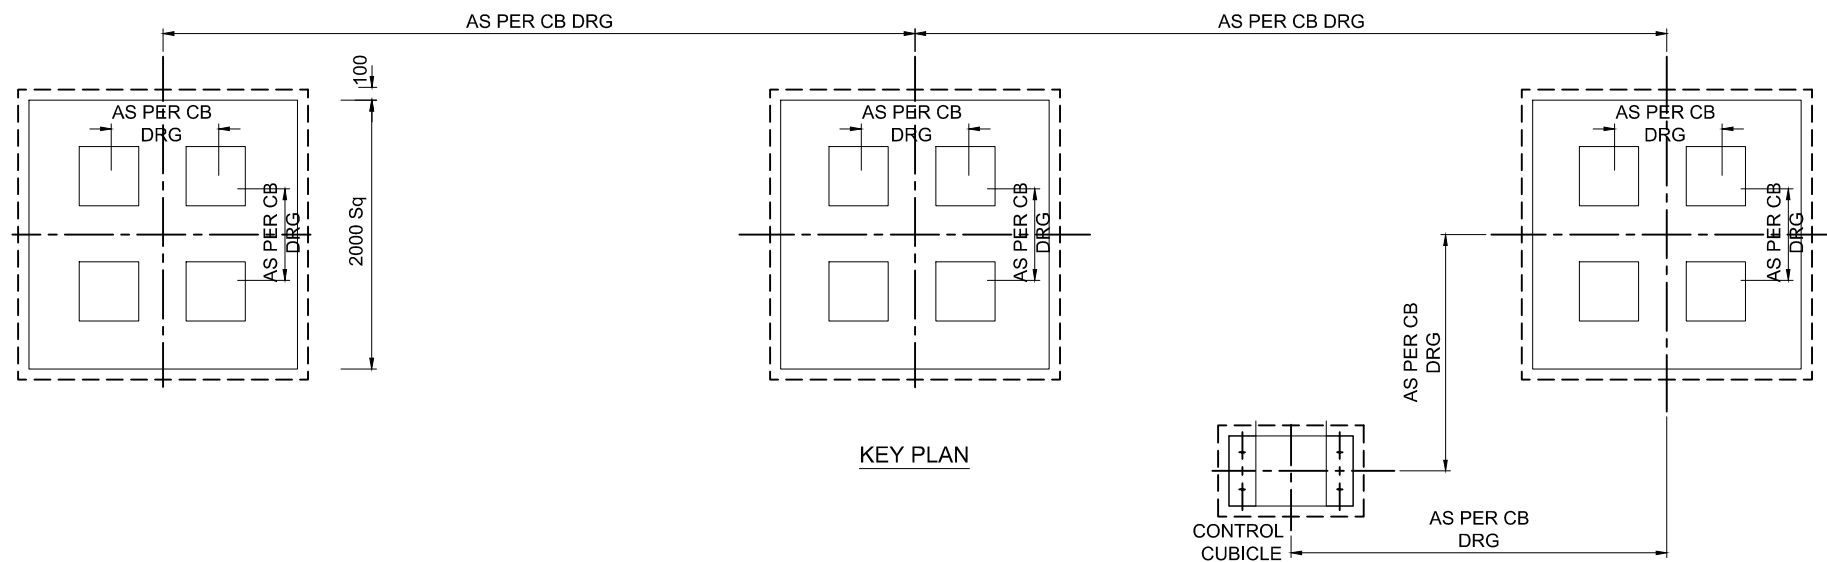 AS PER CB DRG
AS PER CB DRG
100
AS PER CB
DRG
AS PER CB
DRG
AS PER CB
DRG
2000 Sq
AS PER CB
DRG
AS PER CB
DRG
AS PER CB
DRG
AS PER CB
DRG
KEY PLAN
CONTROL
CUBICLE
AS PER CB
DRG